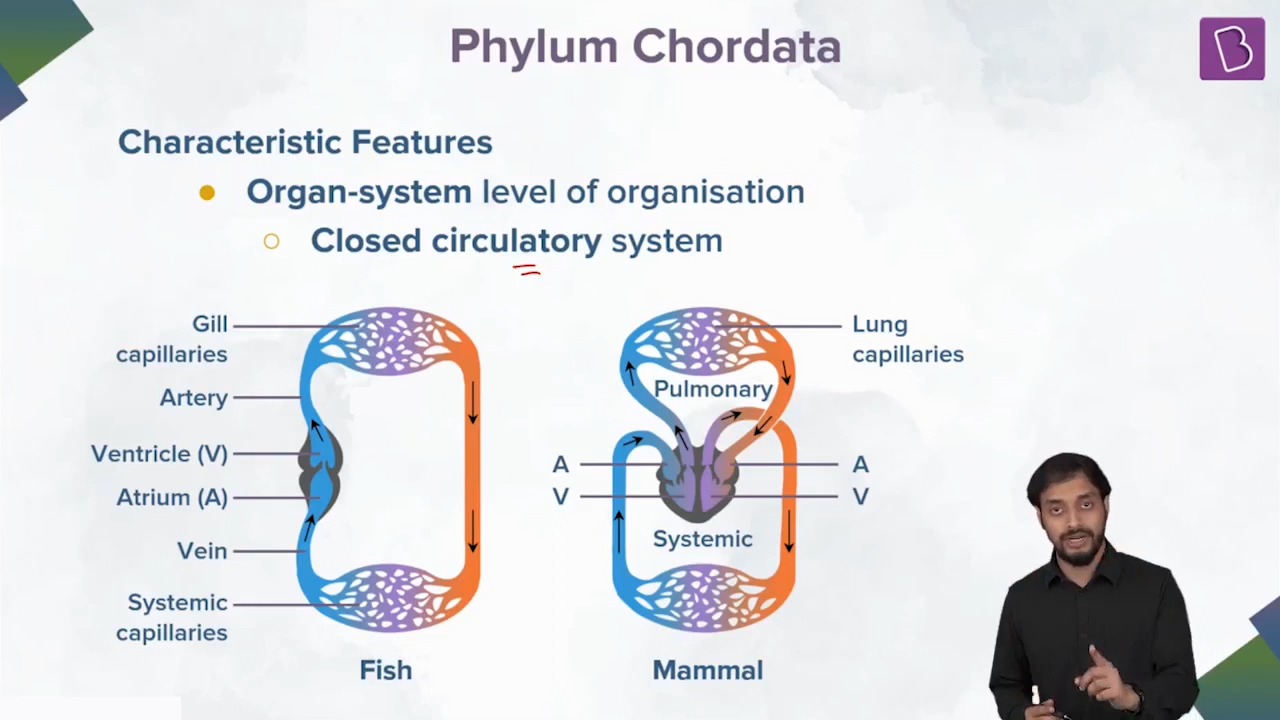 Phylum Chordata
B
Characteristic Features
Organ-system level of organisation
Closed circulatory system
Gill
capillaries
Artery
Ventricle (V)
Atrium (A)
Vein
Systemic
capillaries
Fish
Lung
capillaries
Pulmonary
A
A
V
V
Systemic
Mammal